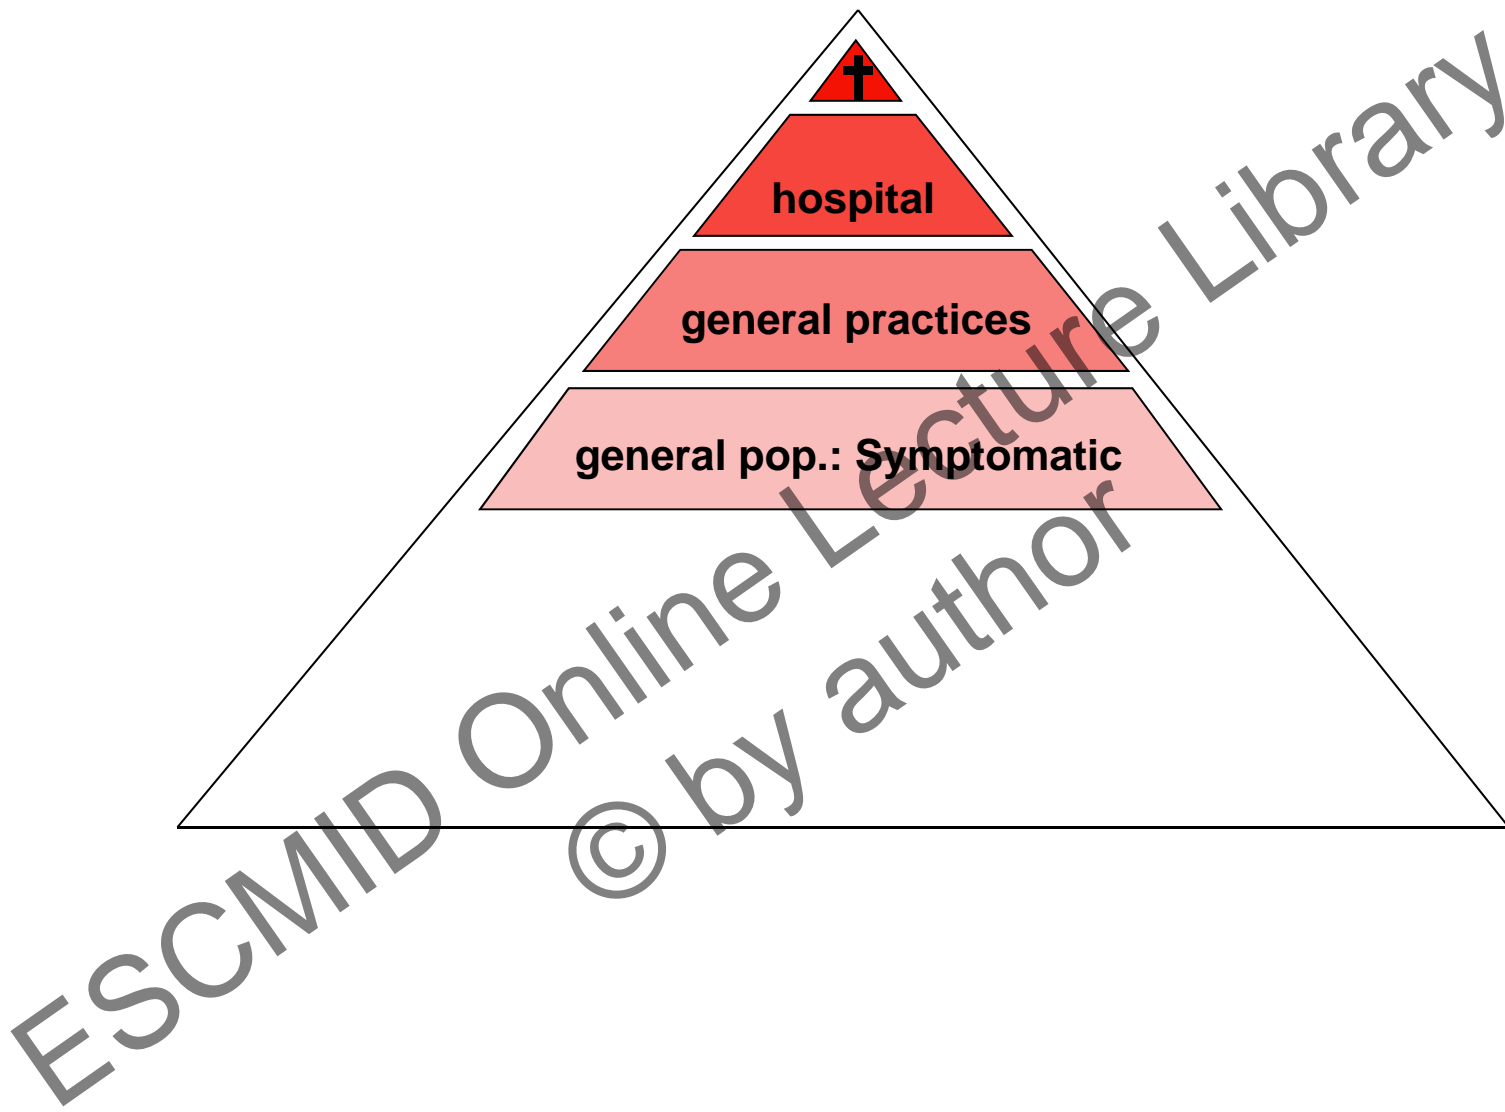 hospital
general practices
general pop.: Symptomatic
ESCMID Online Lecture Library
© by author